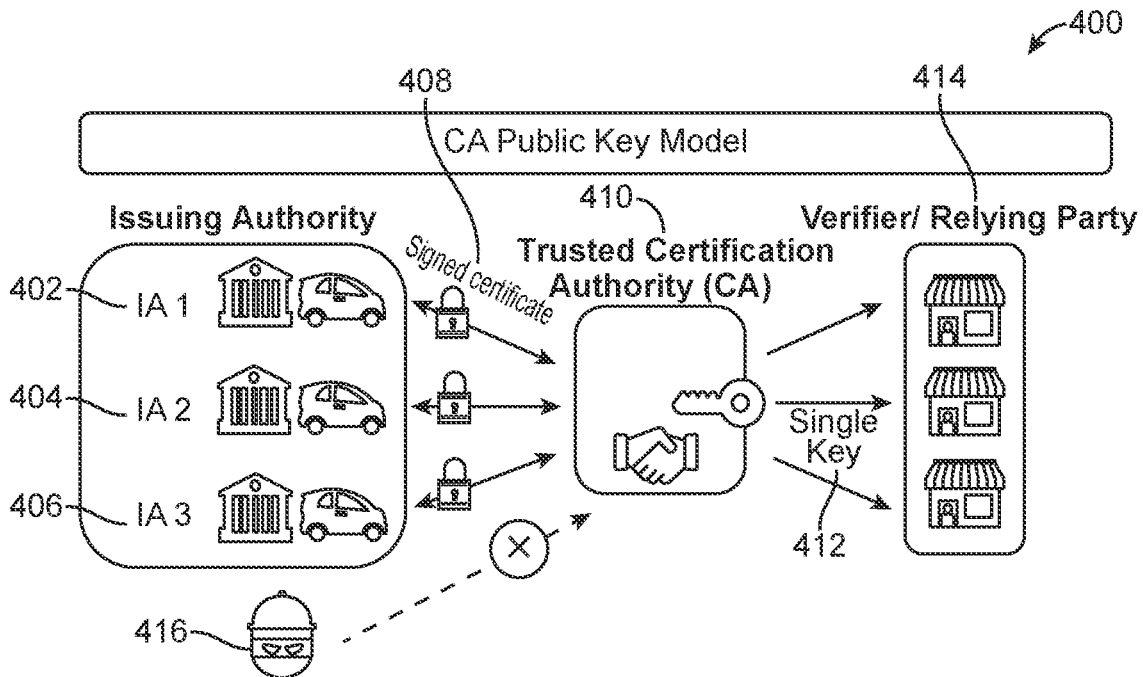 400
408
414
CA Public Key Model
410
Issuing Authority
Signed certificate
Trusted Certification
Authority (CA)
Verifier/ Relying Party
402
IA 1
404
IA 2
Single
Key
406
IA 3
412
416